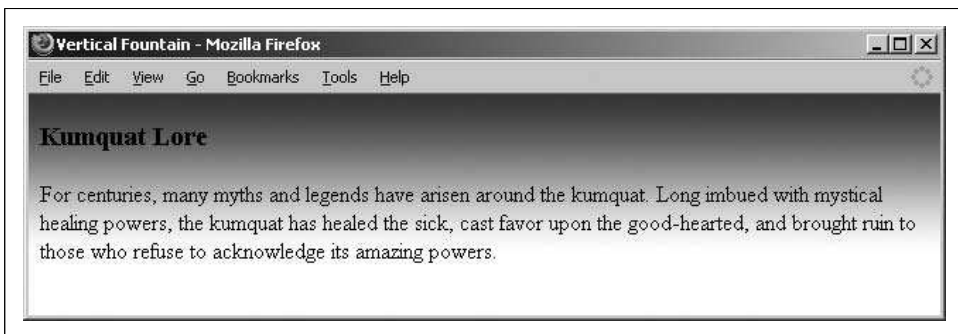 Vertical Fountain - Mozilla Firefox
File Edit View Go Bookmarks Tools Help
Kumquat Lore
For centuries, many myths and legends have arisen around the kumquat. Long imbued with mystical
healing powers, the kumquat has healed the sick, cast favor upon the good-hearted, and brought ruin to
those who refuse to acknowledge its amazing powers.